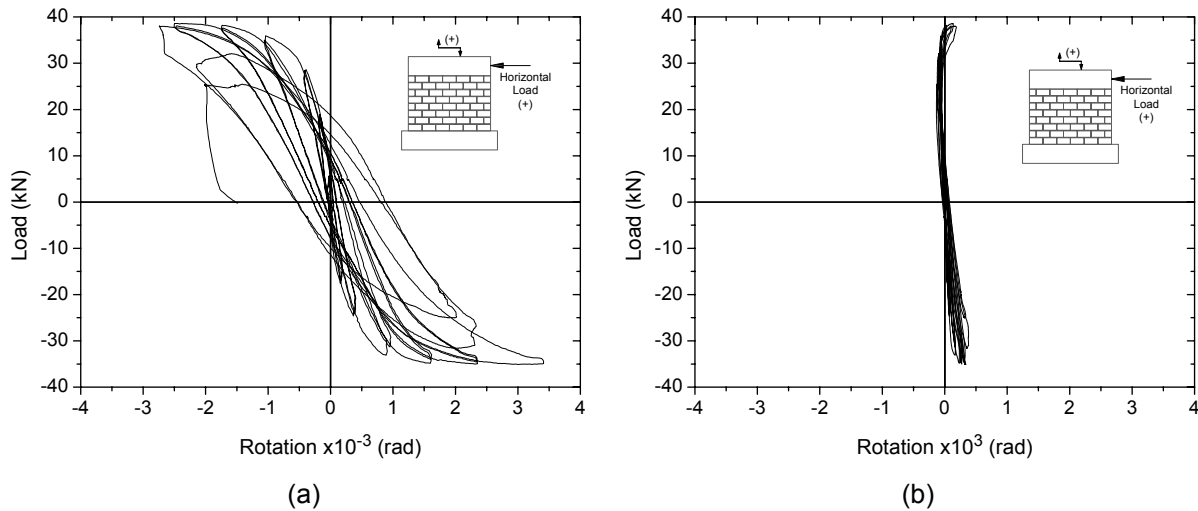 40
30
20
10
0
-10
-20
-30
-40
Load (kN)
-4 -3 -2 -1 0 1 2 3 4
Rotation x10⁻³ (rad)
(+)
Horizontal
Load
(+)
(a)
40
30
20
10
0
-10
-20
-30
-40
Load (kN)
-4 -3 -2 -1 0 1 2 3 4
Rotation x10³ (rad)
(+)
Horizontal
Load
(+)
(b)